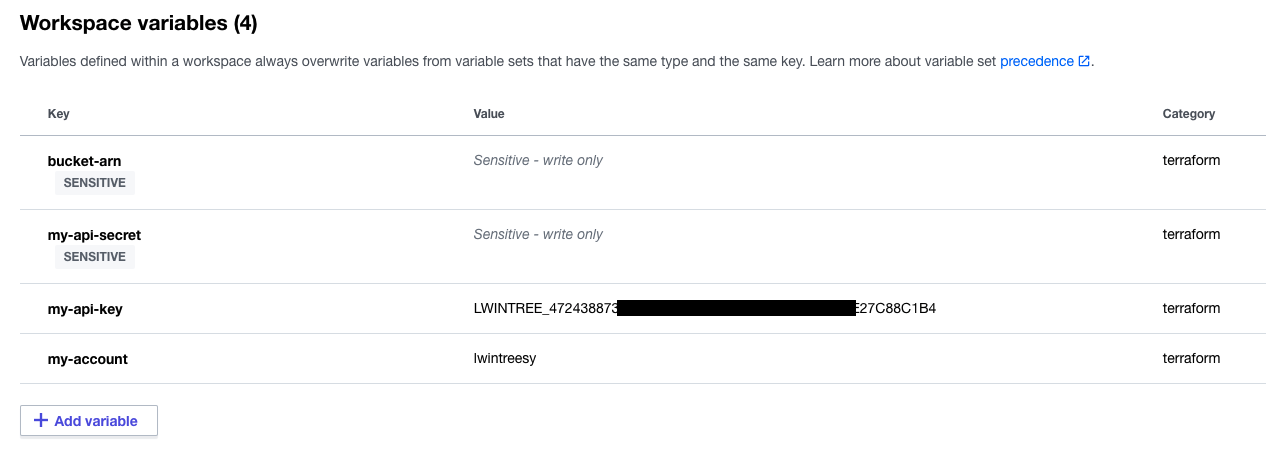 Workspace variables (4)
Variables defined within a workspace always overwrite variables from variable sets that have the same type and the same key. Learn more about variable set precedence.
Key Value Category
bucket-arn Sensitive - write only terraform
SENSITIVE
my-api-secret Sensitive - write only terraform
SENSITIVE
my-api-key LWINTREE_472438873 E27C88C1B4 terraform
my-account lwintreesy terraform
+ Add variable